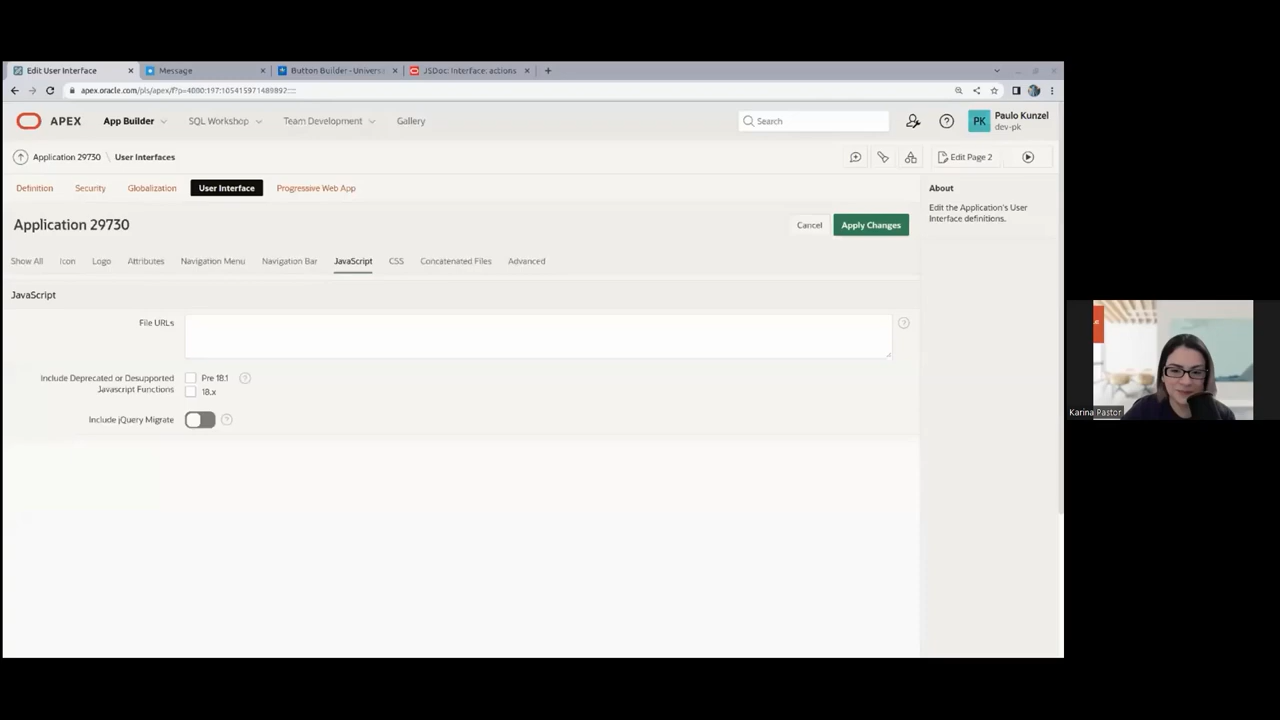 Edit User Interface
Message
Button Builder - Univers
JSDoc: Interface: actions
apex.oracle.com/pls/apex/f?p=4000:197:105415971489892::::
APEX
App Builder
SQL Workshop
Team Development
Gallery
Search
PK
Paulo Kunzel
dev-pk
Application 29730
User Interfaces
Edit Page 2
Definition
Security
Globalization
User Interface
Progressive Web App
About
Edit the Application's User
Interface definitions.
Application 29730
Cancel
Apply Changes
Show All
Icon
Logo
Attributes
Navigation Menu
Navigation Bar
JavaScript
CSS
Concatenated Files
Advanced
JavaScript
File URLs
Include Deprecated or Desupported
Javascript Functions
Pre 18.1
18.x
Include jQuery Migrate
Karina Pastor